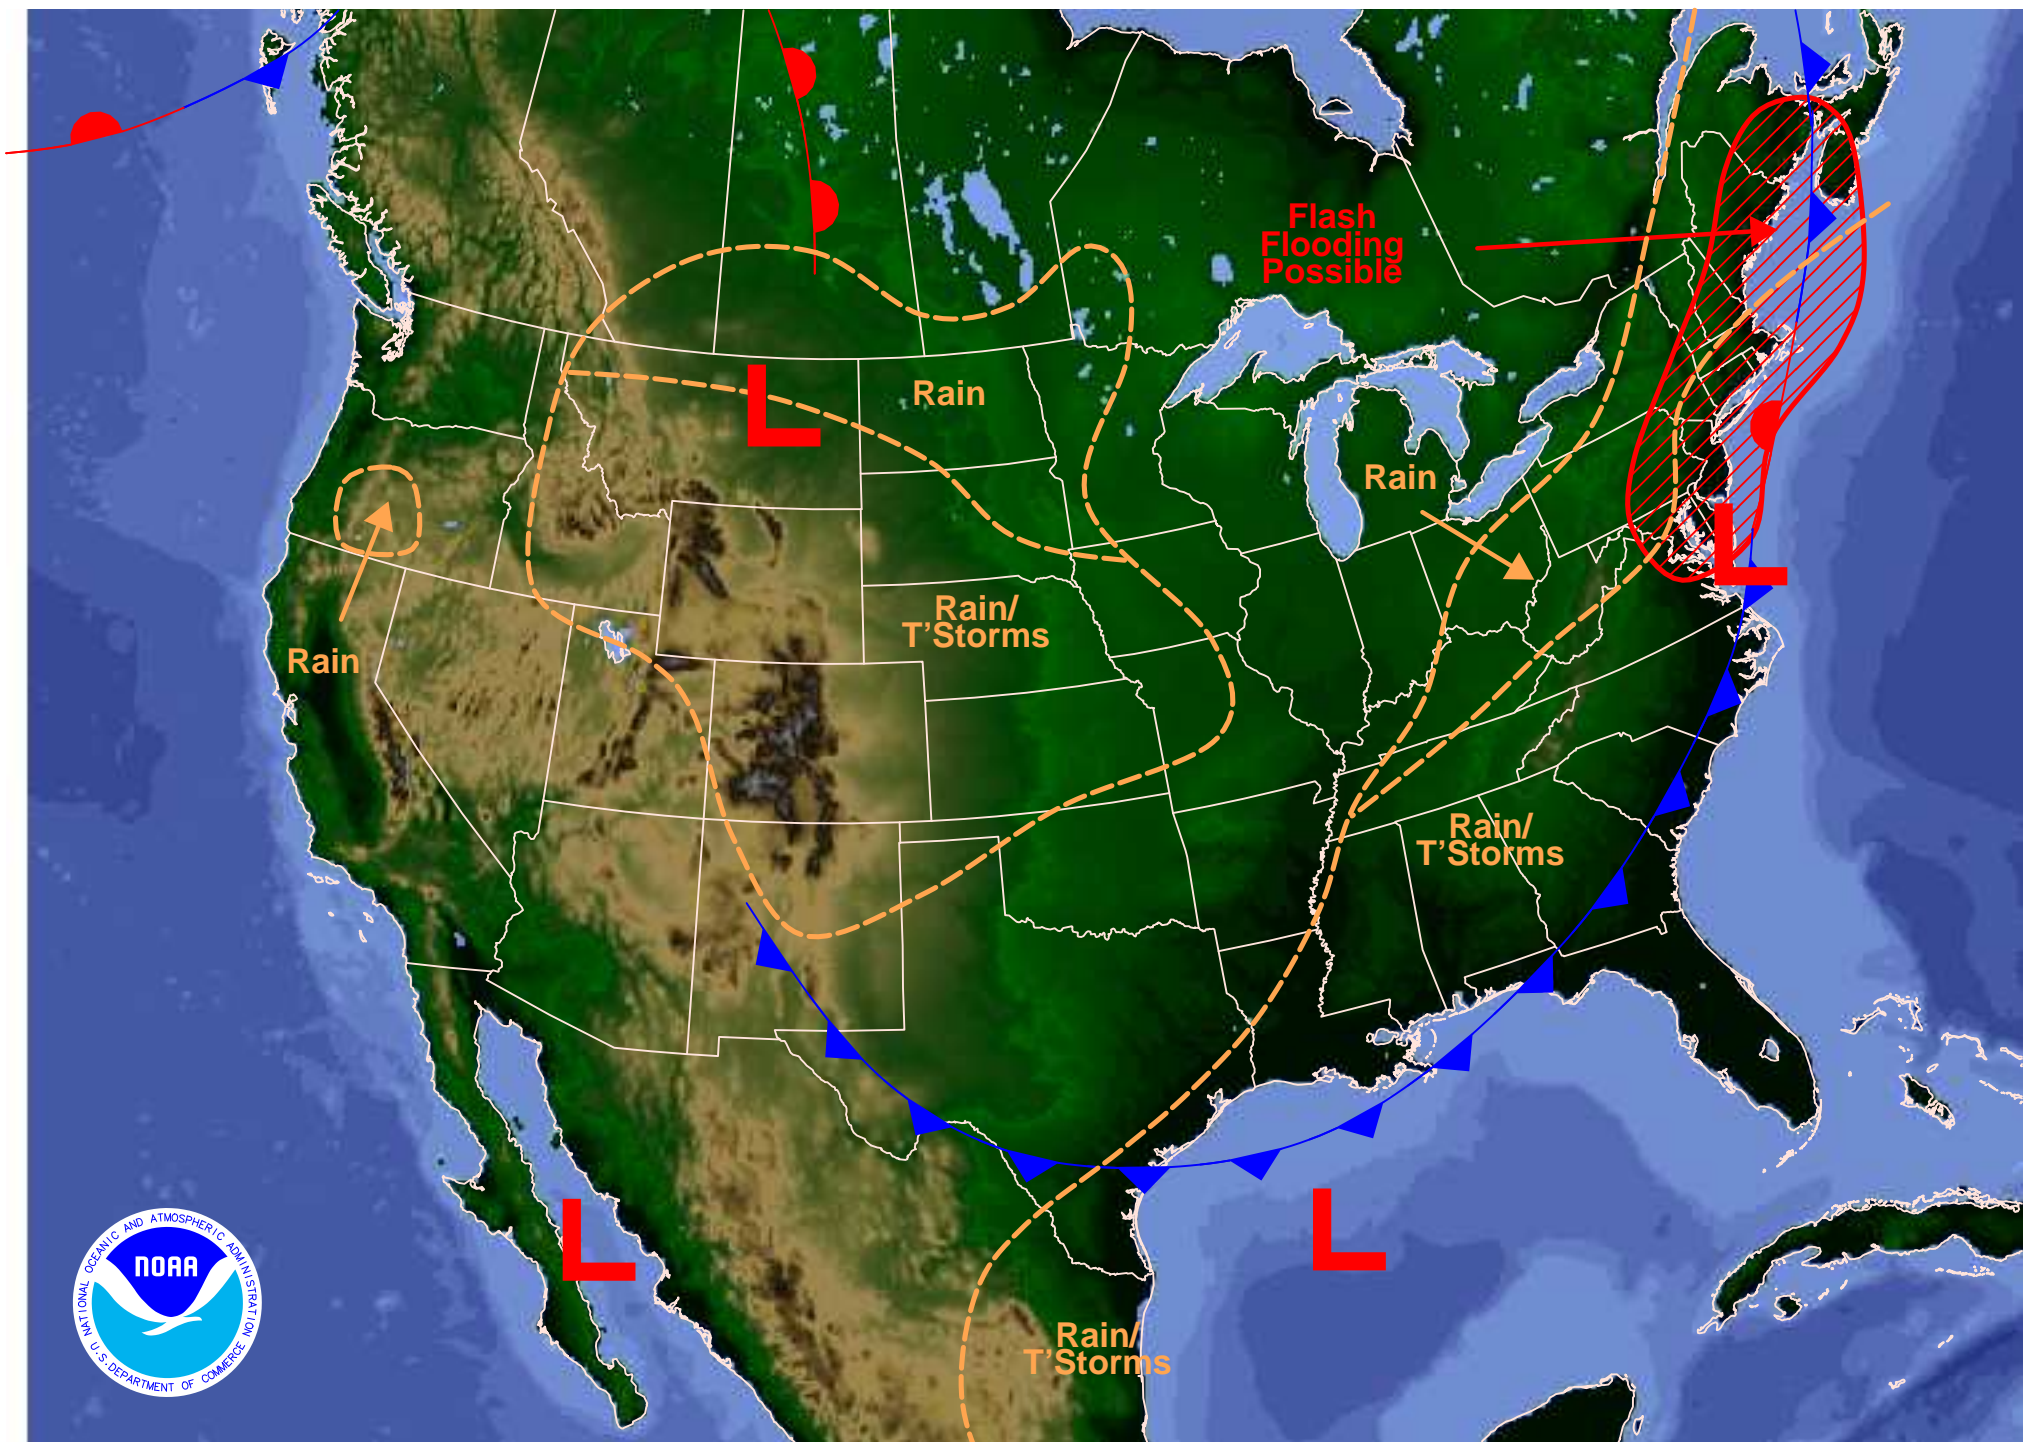 Flash
Flooding
Possible
Rain
Rain
Rain/
T'Storms
Rain
Rain/
T'Storms
L
L
L
L
Rain/
T'Storms
NATIONAL OCEANIC AND ATMOSPHERIC ADMINISTRATION
NOAA
U.S. DEPARTMENT OF COMMERCE